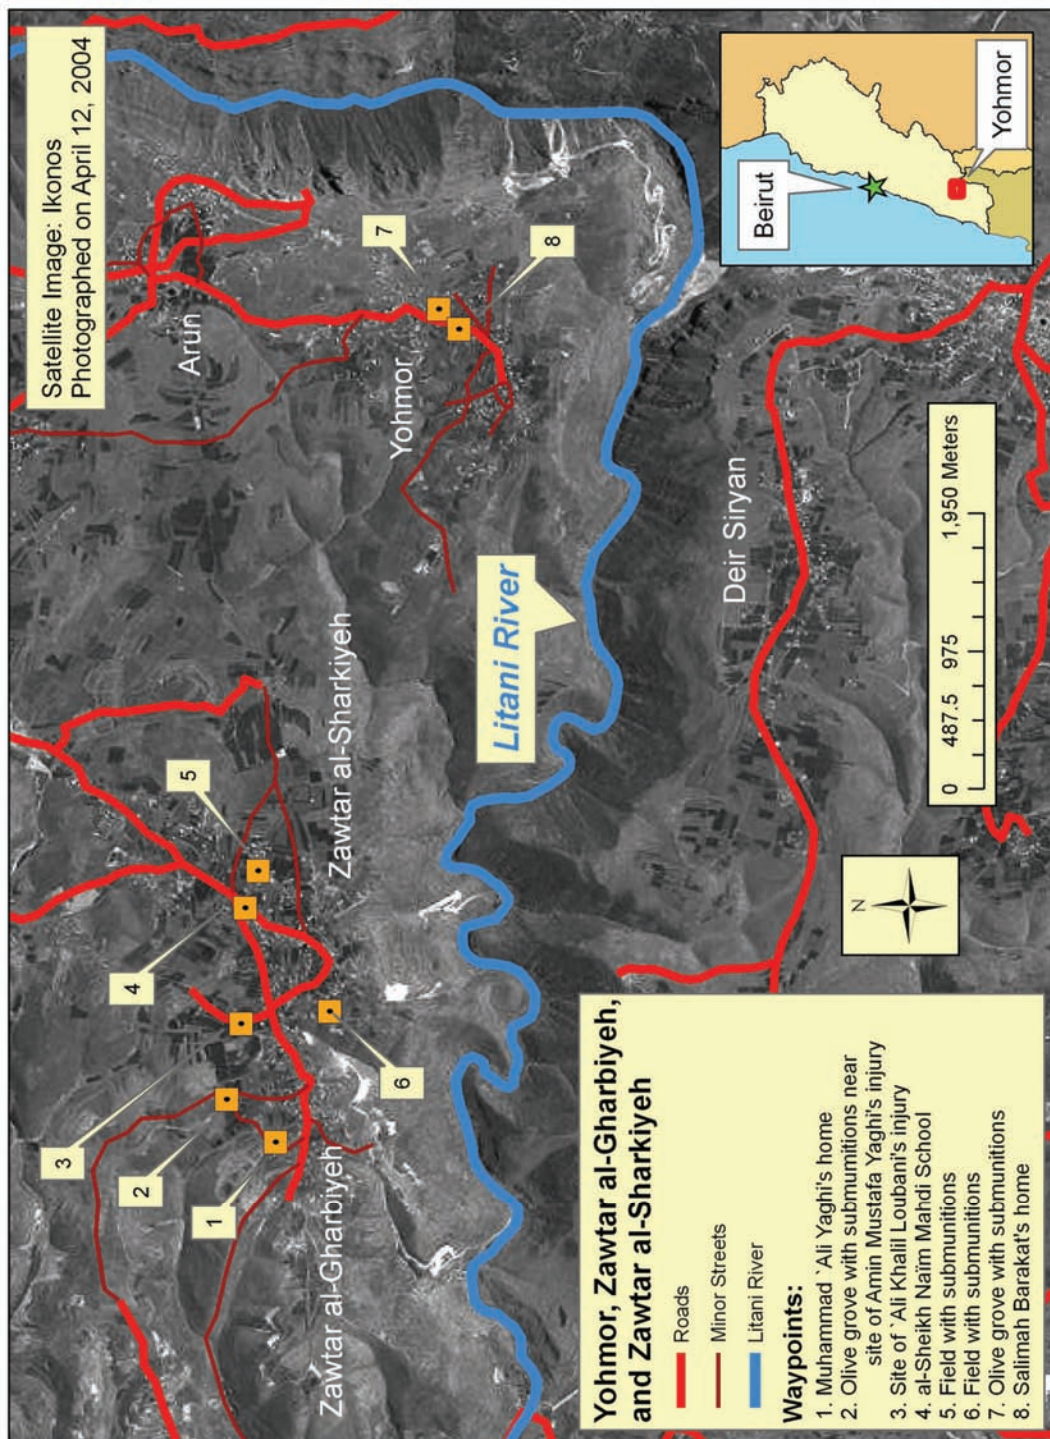 Satellite Image: Ikonos
Photographed on April 12, 2004
Arun
Yohmor
7
8
5
4
3
2
1
6
Zawtar al-Sharkiyeh
Zawtar al-Gharbiyeh
Litani River
Deir Siryan
Beirut
Yohmor
0 487.5 975 1,950 Meters
N
Yohmor, Zawtar al-Gharbiyeh,
and Zawtar al-Sharkiyeh
Roads
Minor Streets
Litani River
Waypoints:
1. Muhammad `Ali Yaghi's home
2. Olive grove with submumitions near
site of Amin Mustafa Yaghi's injury
3. Site of `Ali Khalil Loubani's injury
4. al-Sheikh Naïm Mahdi School
5. Field with submunitions
6. Field with submunitions
7. Olive grove with submunitions
8. Salimah Barakat's home